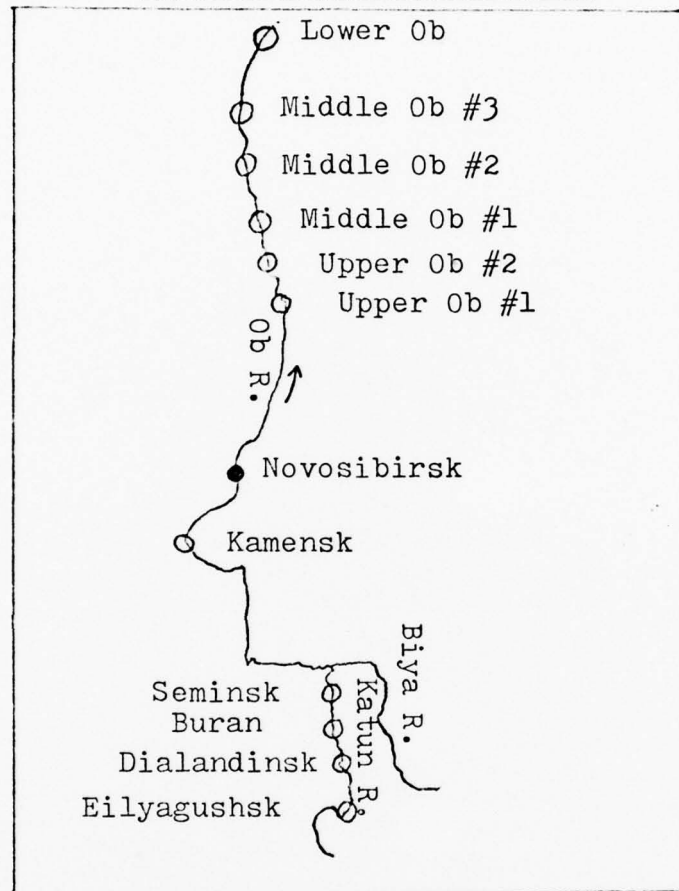 Lower Ob
Middle Ob #3
Middle Ob #2
Middle Ob #1
Upper Ob #2
Upper Ob #1
Ob R.
Novosibirsk
Kamensk
Biya R.
Seminsk
Katun R.
Buran
Dialandinsk
Eilyagushsk